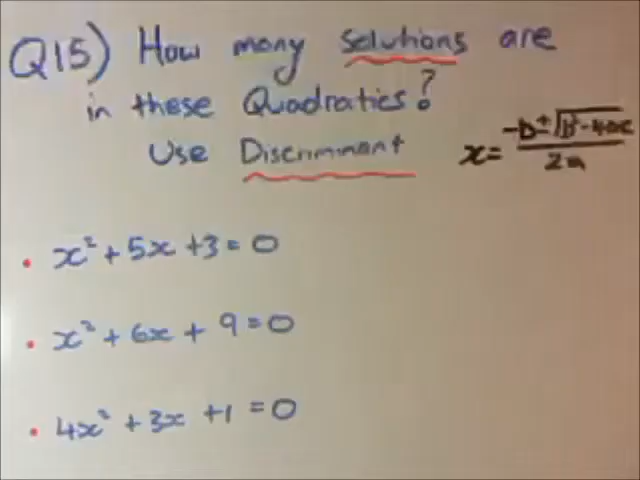 Q15) How many Solutions are
in these Quadratics?
Use Discriminant
x = -b ± √b² - 4ac / 2a
• x² + 5x + 3 = 0
• x² + 6x + 9 = 0
• 4x² + 3x + 1 = 0